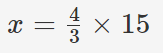 x = 4/3 × 15